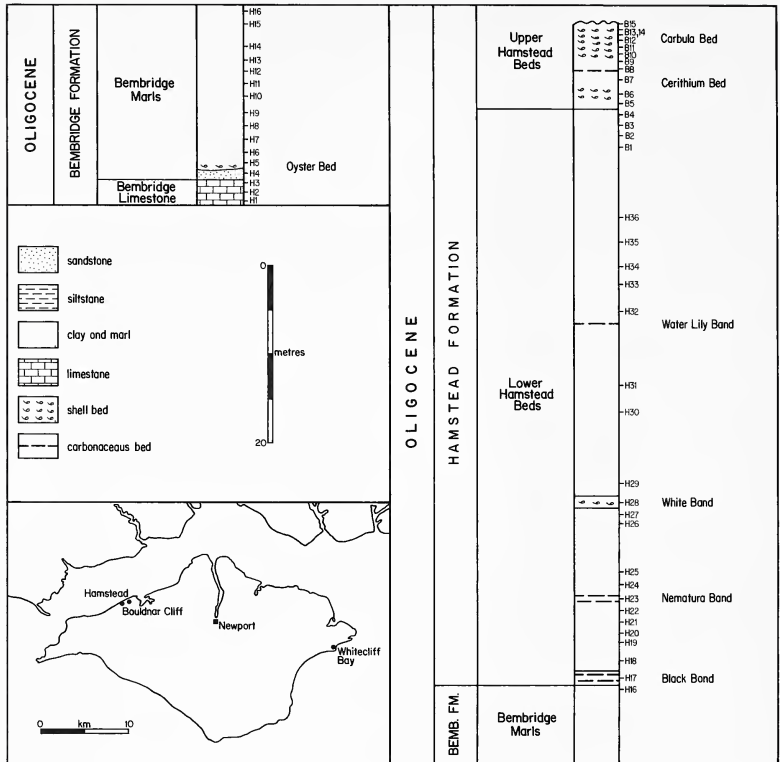 OLIGOCENE
BEMBRIDGE FORMATION
Bembridge
Marls
Bembridge
Limestone
H16
H15
H14
H13
H12
H11
H10
H9
H8
H7
H6
H5
H4
H3
H2
H1
Oyster Bed
sandstone
siltstane
clay ond marl
limestane
shell bed
carbonaceous bed
0
metres
20
Hamstead
Bouldnar Cliff
Newport
Whitecliff
Bay
0 km 10
OLIGOCENE
HAMSTEAD FORMATION
BEMB. FM.
Upper
Hamstead
Beds
Lower
Hamstead
Beds
Bembridge
Marls
B15
B13,14
B12
B11
B10
B9
B8
B7
B6
B5
B4
B3
B2
B1
H36
H35
H34
H33
H32
H31
H30
H29
H28
H27
H26
H25
H24
H23
H22
H21
H20
H19
H18
H17
H16
Carbula Bed
Cerithium Bed
Water Lily Band
White Band
Nematura Band
Black Bond